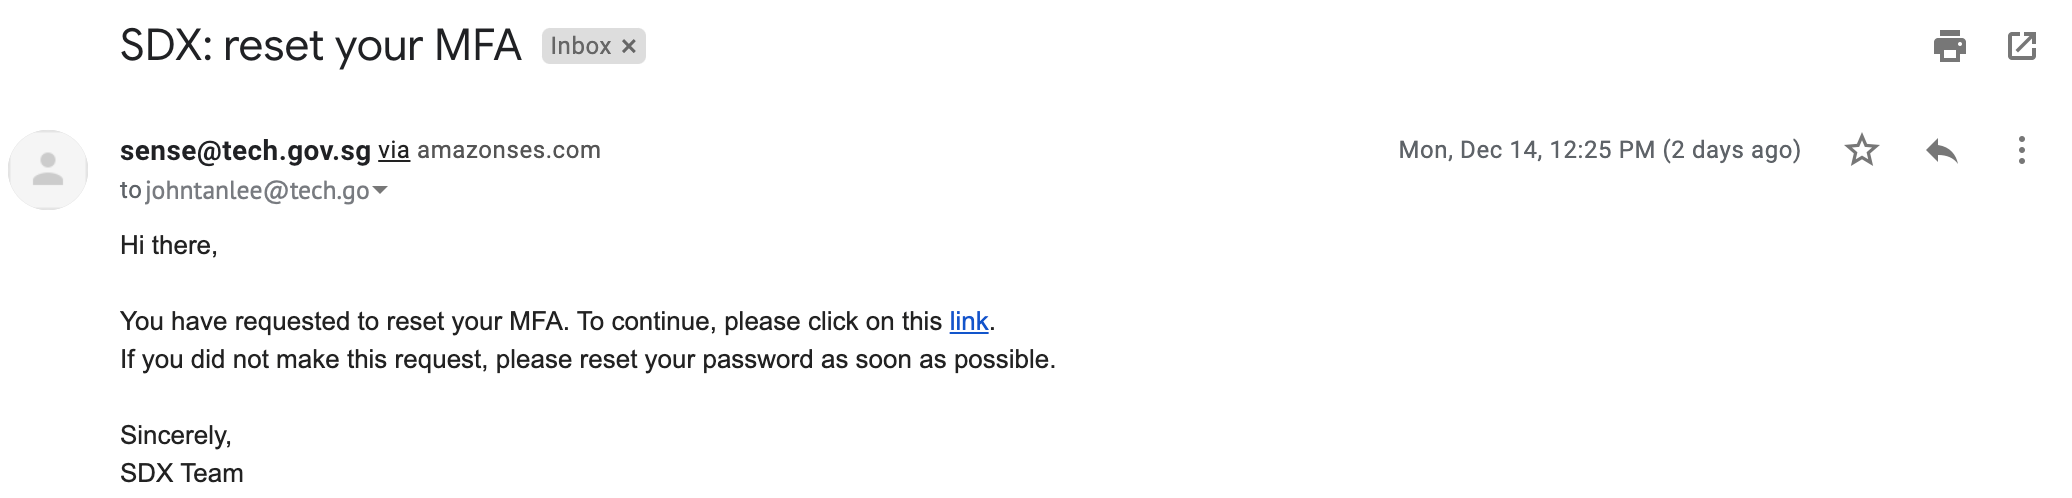 SDX: reset your MFA Inbox ×
sense@tech.gov.sg via amazonses.com Mon, Dec 14, 12:25 PM (2 days ago)
to johntanlee@tech.go
Hi there,
You have requested to reset your MFA. To continue, please click on this link.
If you did not make this request, please reset your password as soon as possible.
Sincerely,
SDX Team